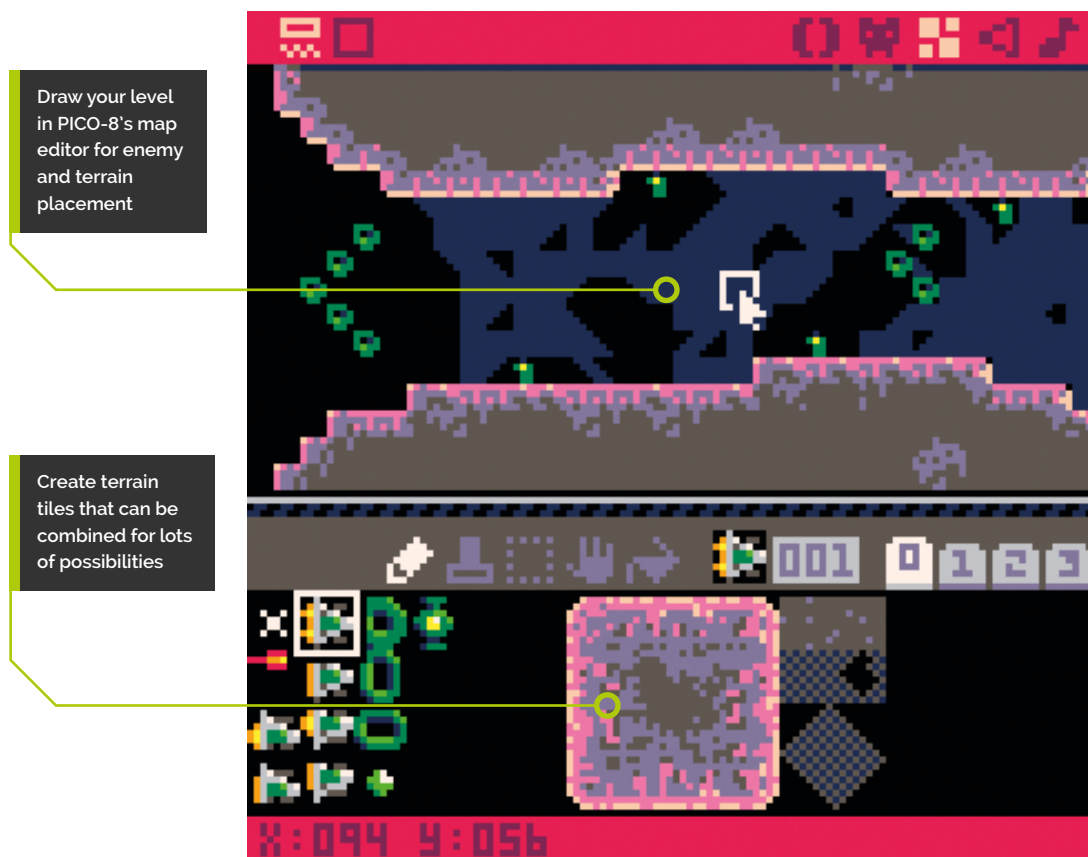 Draw your level
in PICO-8’s map
editor for enemy
and terrain
placement
Create terrain
tiles that can be
combined for lots
of possibilities
001
0 1 2 3
X:094 Y:056